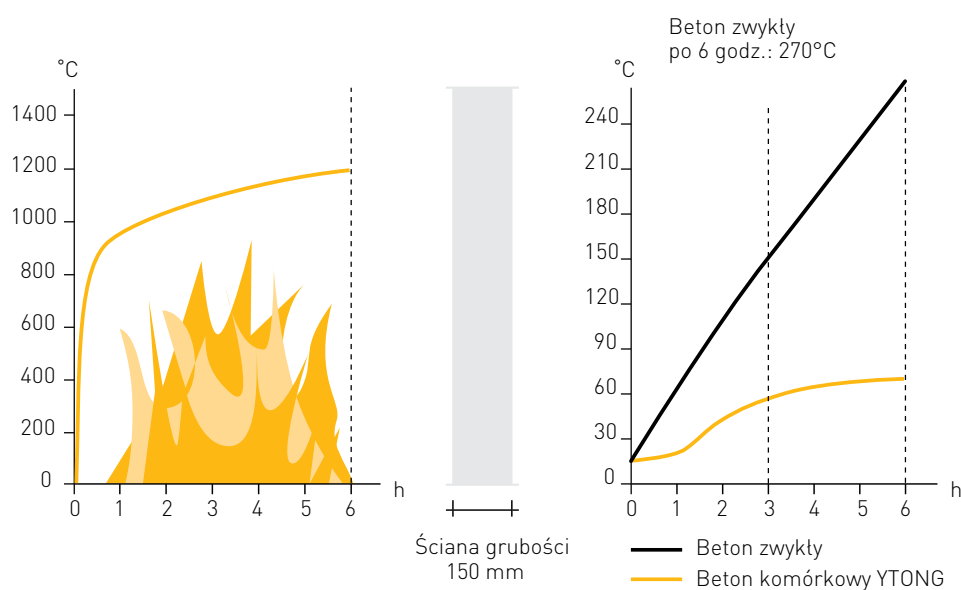 °C
1400
1200
1000
800
600
400
200
0
0 1 2 3 4 5 6 h
Ściana grubości
150 mm
Beton zwykły
po 6 godz.: 270°C
°C
240
210
180
150
120
90
60
30
0
0 1 2 3 4 5 6 h
Beton zwykły
Beton komórkowy YTONG